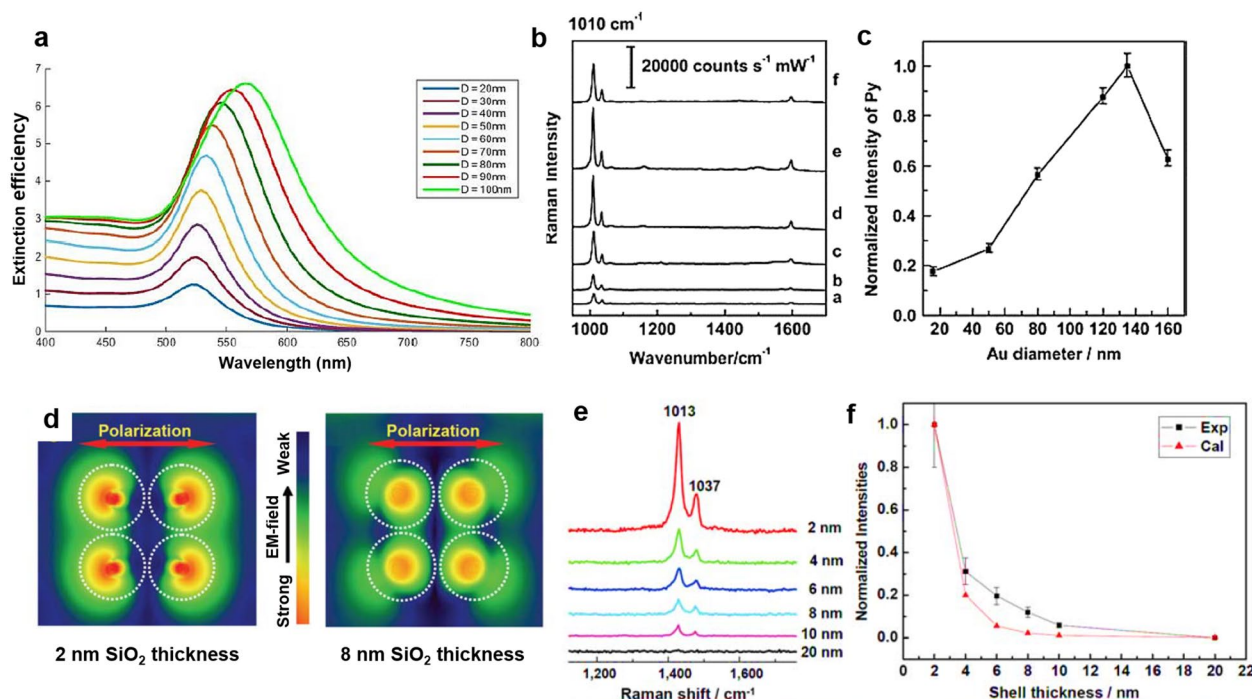 a
Extinction efficiency
7
6
5
4
3
2
1
0
400
450
500
550
600
650
700
750
800
Wavelength (nm)
D = 20nm
D = 30nm
D = 40nm
D = 50nm
D = 60nm
D = 70nm
D = 80nm
D = 90nm
D = 100nm
b
1010 cm⁻¹
20000 counts s⁻¹ mW⁻¹
Raman Intensity
f
e
d
c
b
a
1000
1200
1400
1600
Wavenumber/cm⁻¹
c
Normalized Intensity of Py
1.0
0.8
0.6
0.4
0.2
0.0
20
40
60
80
100
120
140
160
Au diameter / nm
d
Polarization
Weak
EM-field
Strong
Polarization
2 nm SiO₂ thickness
8 nm SiO₂ thickness
e
1013
1037
2 nm
4 nm
6 nm
8 nm
10 nm
20 nm
1,200
1,400
1,600
Raman shift / cm⁻¹
f
Normalized Intensities
1.0
0.8
0.6
0.4
0.2
0.0
0
2
4
6
8
10
12
14
16
18
20
22
Shell thickness / nm
Exp
Cal